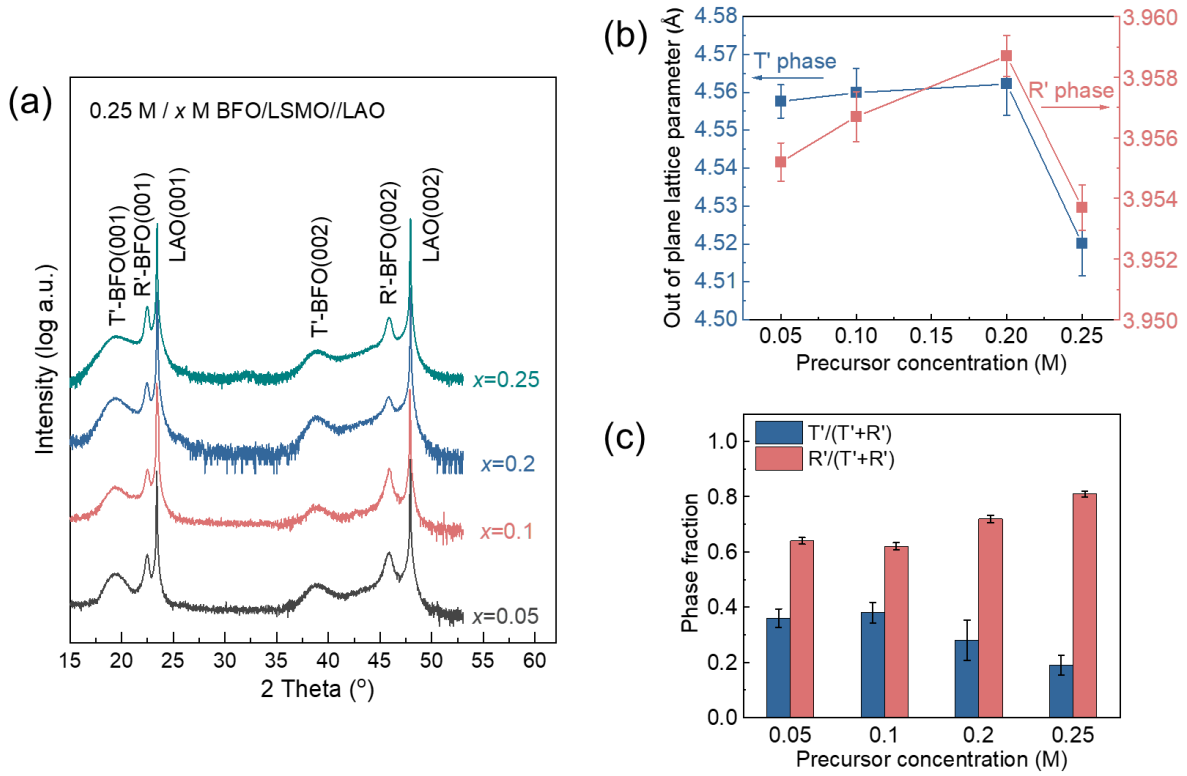 (a)
0.25 M / x M BFO/LSMO//LAO
T'-BFO(001)
R'-BFO(001)
LAO(001)
T'-BFO(002)
R'-BFO(002)
LAO(002)
x=0.25
x=0.2
x=0.1
x=0.05
Intensity (log a.u.)
15 20 25 30 35 40 45 50 55 60
2 Theta (°)
(b)
Out of plane lattice parameter (Å)
4.58
4.57
4.56
4.55
4.54
4.53
4.52
4.51
4.50
T' phase
R' phase
3.960
3.958
3.956
3.954
3.952
3.950
0.05 0.10 0.15 0.20 0.25
Precursor concentration (M)
(c)
T'/(T'+R')
R'/(T'+R')
Phase fraction
1.0
0.8
0.6
0.4
0.2
0.0
0.05 0.1 0.2 0.25
Precursor concentration (M)